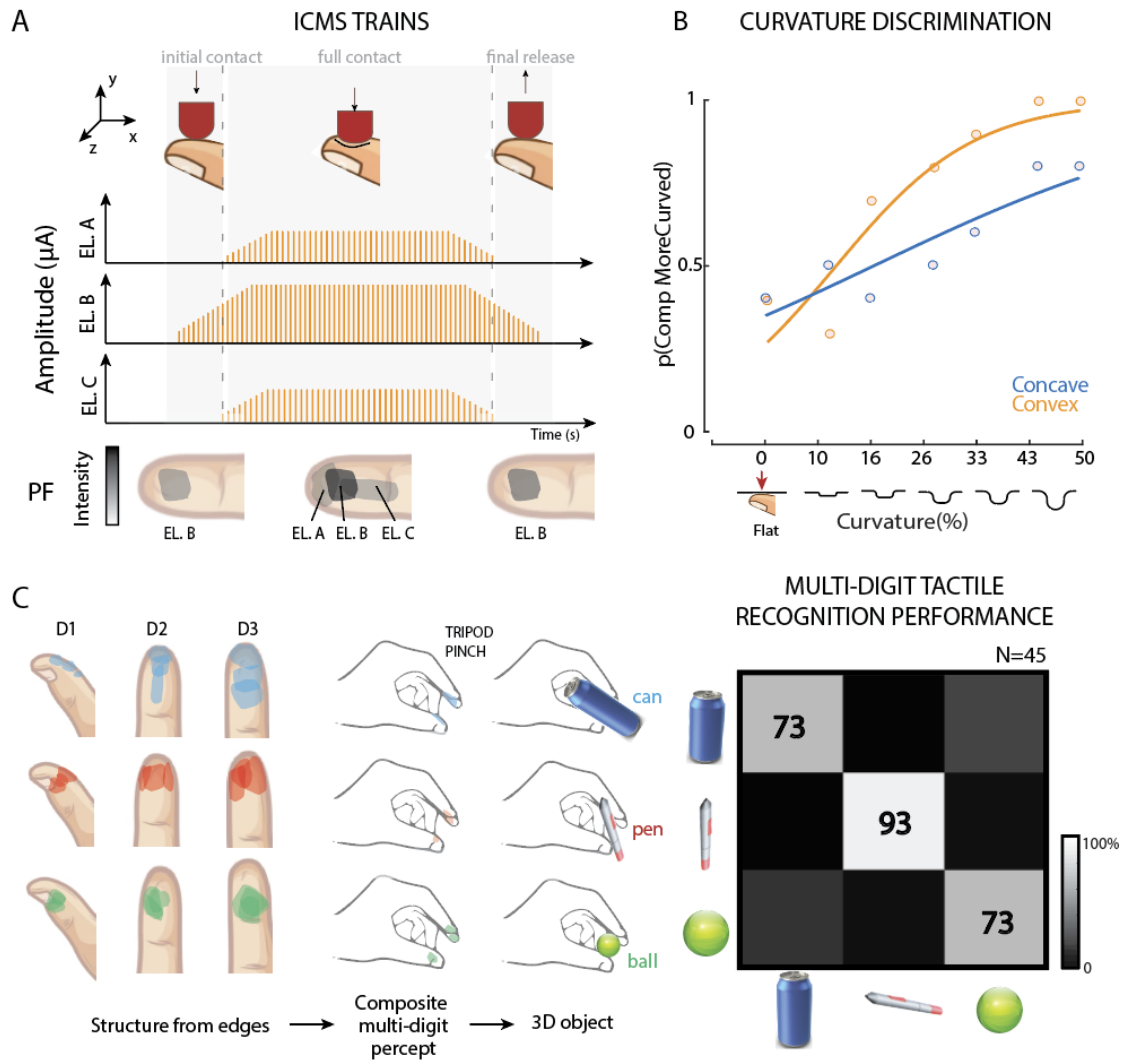 A
ICMS TRAINS
initial contact
full contact
final release
y
x
z
Amplitude (μA)
EL. A
EL. B
EL. C
Time (s)
PF
Intensity
EL. B
EL. A
EL. B
EL. C
EL. B
B
CURVATURE DISCRIMINATION
p(Comp MoreCurved)
1
0.5
0
Concave
Convex
0
10
16
26
33
43
50
Flat
Curvature(%)
C
D1
D2
D3
TRIPOD
PINCH
can
pen
ball
Structure from edges
Composite
multi-digit
percept
3D object
MULTI-DIGIT TACTILE
RECOGNITION PERFORMANCE
N=45
73
93
73
100%
0